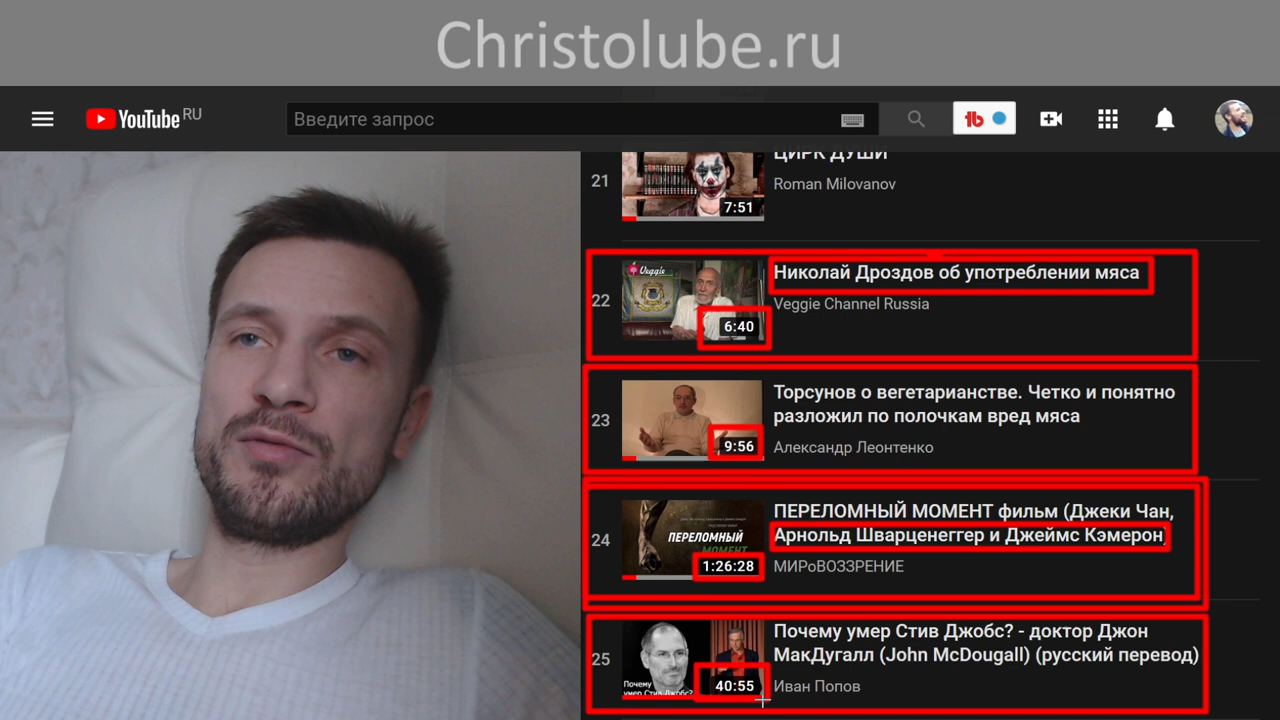 Christolube.ru
YouTube RU
Введите запрос
21
ЦИРК ДУШИ
Roman Milovanov
7:51
22
Veggie
Николай Дроздов об употреблении мяса
Veggie Channel Russia
6:40
23
Торсунов о вегетарианстве. Четко и понятно
разложил по полочкам вред мяса
Александр Леонтенко
9:56
24
ПЕРЕЛОМНЫЙ
МОМЕНТ
ПЕРЕЛОМНЫЙ МОМЕНТ фильм (Джеки Чан,
Арнольд Шварценеггер и Джеймс Кэмерон)
МИРоВОЗЗРЕНИЕ
1:26:28
25
Почему
умер Стив Джобс?
Почему умер Стив Джобс? - доктор Джон
МакДугалл (John McDougall) (русский перевод)
Иван Попов
40:55